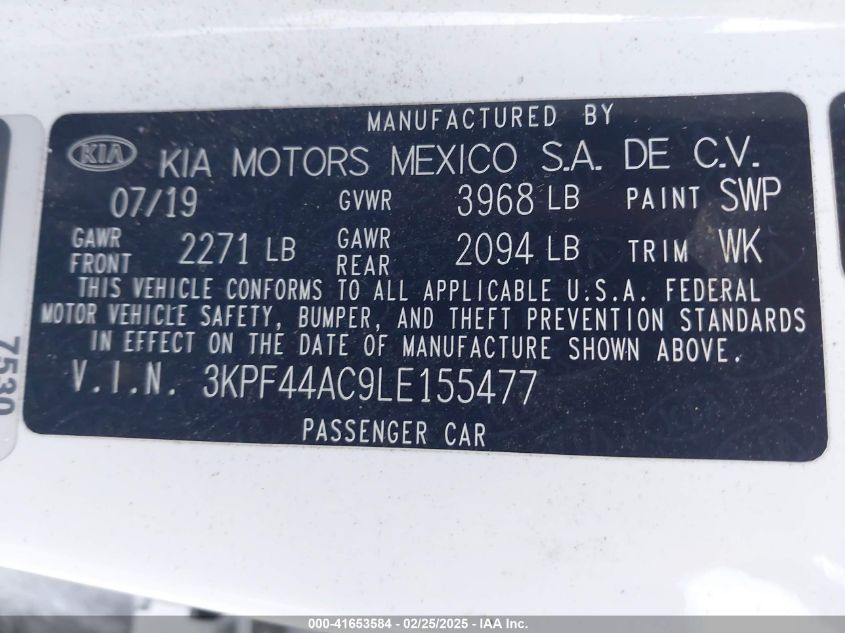 MANUFACTURED BY
KIA KIA MOTORS MEXICO S.A. DE C.V.
07/19 GVWR 3968 LB PAINT SWP
GAWR FRONT 2271 LB GAWR REAR 2094 LB TRIM WK
THIS VEHICLE CONFORMS TO ALL APPLICABLE U.S.A. FEDERAL
MOTOR VEHICLE SAFETY, BUMPER, AND THEFT PREVENTION STANDARDS
IN EFFECT ON THE DATE OF MANUFACTURE SHOWN ABOVE.
V.I.N. 3KPF44AC9LE155477
PASSENGER CAR
7530
000-41653584 - 02/25/2025 - IAA Inc.